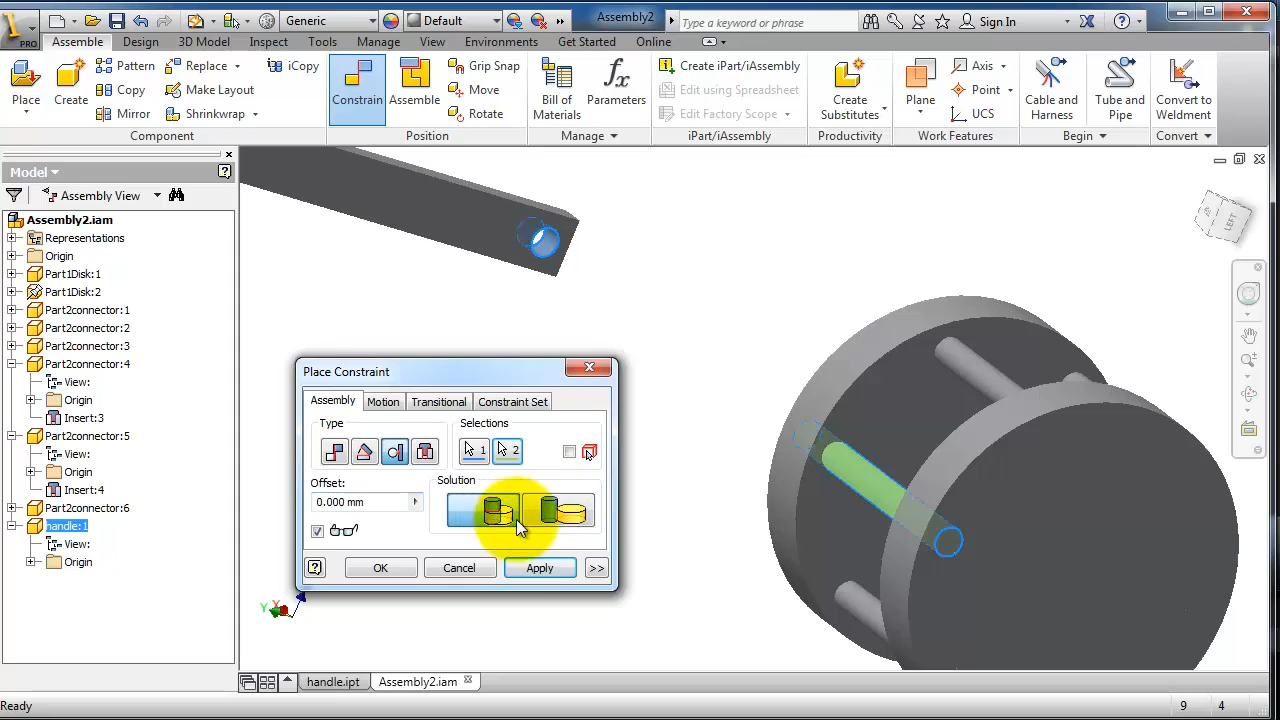 Generic
Default
Assembly2
Type a keyword or phrase
Sign In
PRO
Assemble
Design
3D Model
Inspect
Tools
Manage
View
Environments
Get Started
Online
Place
Create
Pattern
Copy
Mirror
Replace
Make Layout
Shrinkwrap
iCopy
Component
Constrain
Assemble
Grip Snap
Move
Rotate
Position
Bill of
Materials
fx
Parameters
Manage
Create iPart/iAssembly
Edit using Spreadsheet
Edit Factory Scope
iPart/iAssembly
Create
Substitutes
Productivity
Plane
Axis
Point
UCS
Work Features
Cable and
Harness
Tube and
Pipe
Begin
Convert to
Weldment
Convert
Model
Assembly View
Assembly2.iam
Representations
Origin
Part1Disk:1
Part1Disk:2
Part2connector:1
Part2connector:2
Part2connector:3
Part2connector:4
View:
Origin
Insert:3
Part2connector:5
View:
Origin
Insert:4
Part2connector:6
handle:1
View:
Origin
LEFT
Place Constraint
Assembly
Motion
Transitional
Constraint Set
Type
Selections
1
2
Offset:
0.000 mm
Solution
OK
Cancel
Apply
>>
Y
X
handle.ipt
Assembly2.iam
Ready
9
4